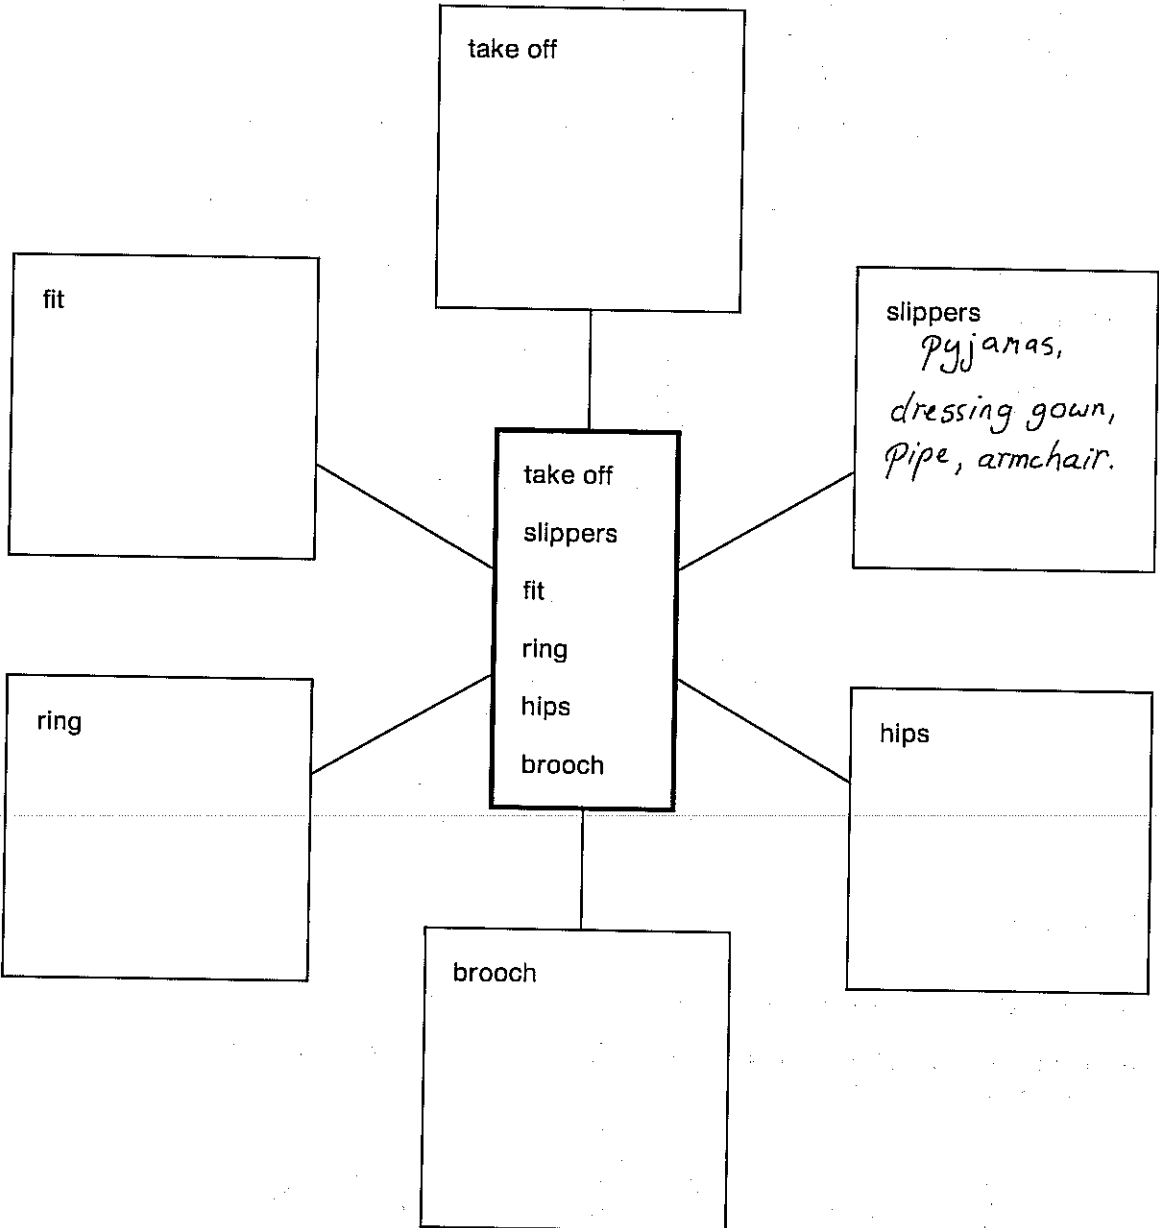 take off
fit
slippers
pyjamas,
dressing gown,
pipe, armchair.
take off
slippers
fit
ring
hips
brooch
ring
hips
brooch